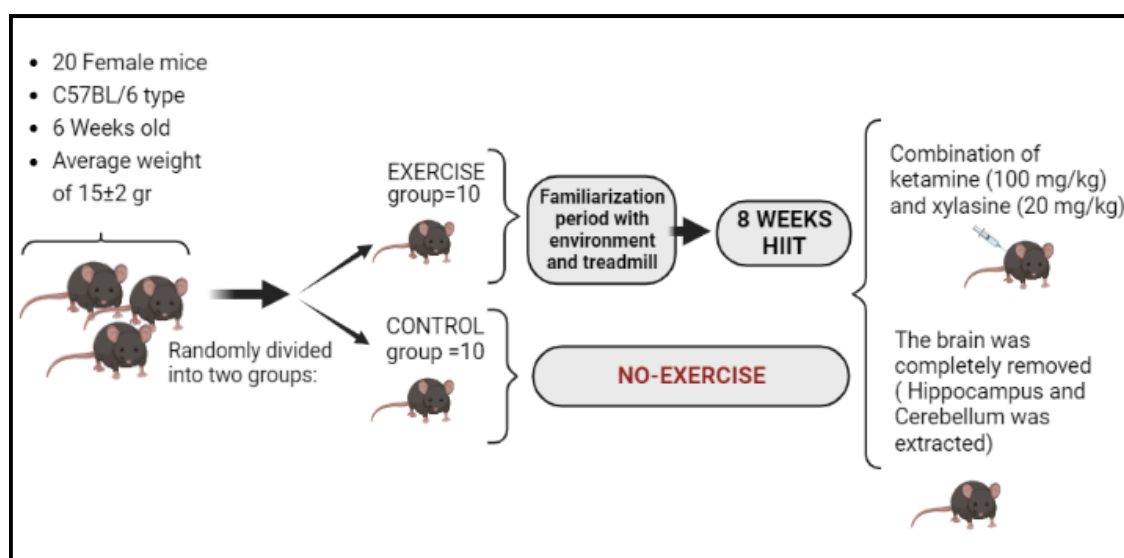 • 20 Female mice
• C57BL/6 type
• 6 Weeks old
• Average weight
of 15±2 gr
Randomly divided
into two groups:
EXERCISE
group=10
CONTROL
group =10
Familiarization
period with
environment
and treadmill
8 WEEKS
HIIT
NO-EXERCISE
Combination of
ketamine (100 mg/kg)
and xylasine (20 mg/kg)
The brain was
completely removed
( Hippocampus and
Cerebellum was
extracted)